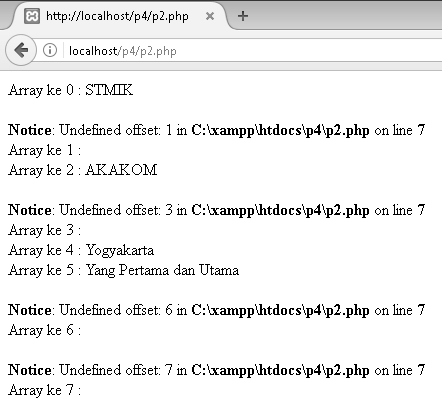 http://localhost/p4/p2.php
localhost/p4/p2.php
Array ke 0 : STMIK
Notice: Undefined offset: 1 in C:\xampp\htdocs\p4\p2.php on line 7
Array ke 1 :
Array ke 2 : AKAKOM
Notice: Undefined offset: 3 in C:\xampp\htdocs\p4\p2.php on line 7
Array ke 3 :
Array ke 4 : Yogyakarta
Array ke 5 : Yang Pertama dan Utama
Notice: Undefined offset: 6 in C:\xampp\htdocs\p4\p2.php on line 7
Array ke 6 :
Notice: Undefined offset: 7 in C:\xampp\htdocs\p4\p2.php on line 7
Array ke 7 :